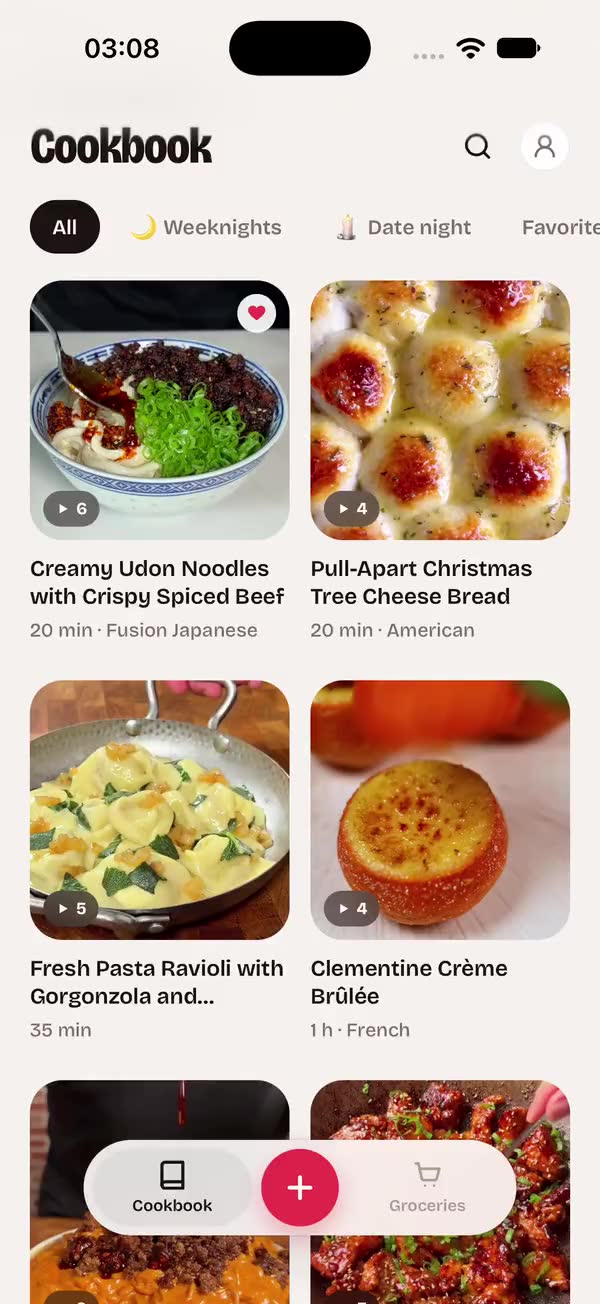 03:08
Cookbook
All
🌙 Weeknights
🕯️ Date night
Favorite
6
4
Creamy Udon Noodles
with Crispy Spiced Beef
20 min · Fusion Japanese
Pull-Apart Christmas
Tree Cheese Bread
20 min · American
5
4
Fresh Pasta Ravioli with
Gorgonzola and...
35 min
Clementine Crème
Brûlée
1 h · French
Cookbook
Groceries